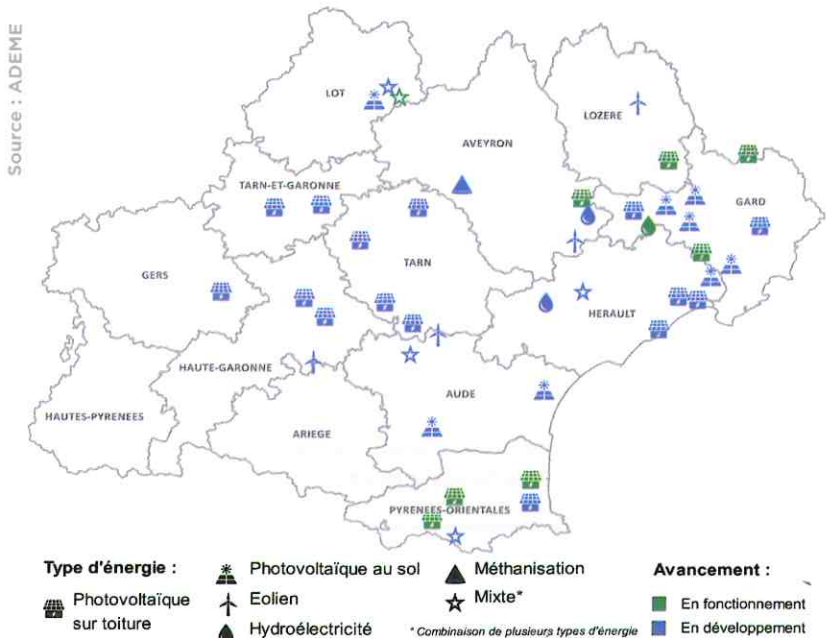 Source : ADEME
LOT
LOZERE
AVEYRON
TARN-ET-GARONNE
GARD
TARN
GERS
HERAULT
HAUTE-GARONNE
AUDE
HAUTES-PYRENEES
ARIEGE
PYRENEES-ORIENTALES
Type d'énergie :
Photovoltaïque sur toiture
Photovoltaïque au sol
Eolien
Hydroélectricité
Méthanisation
Mixte*
* Combinaison de plusieurs types d'énergie
Avancement :
En fonctionnement
En développement